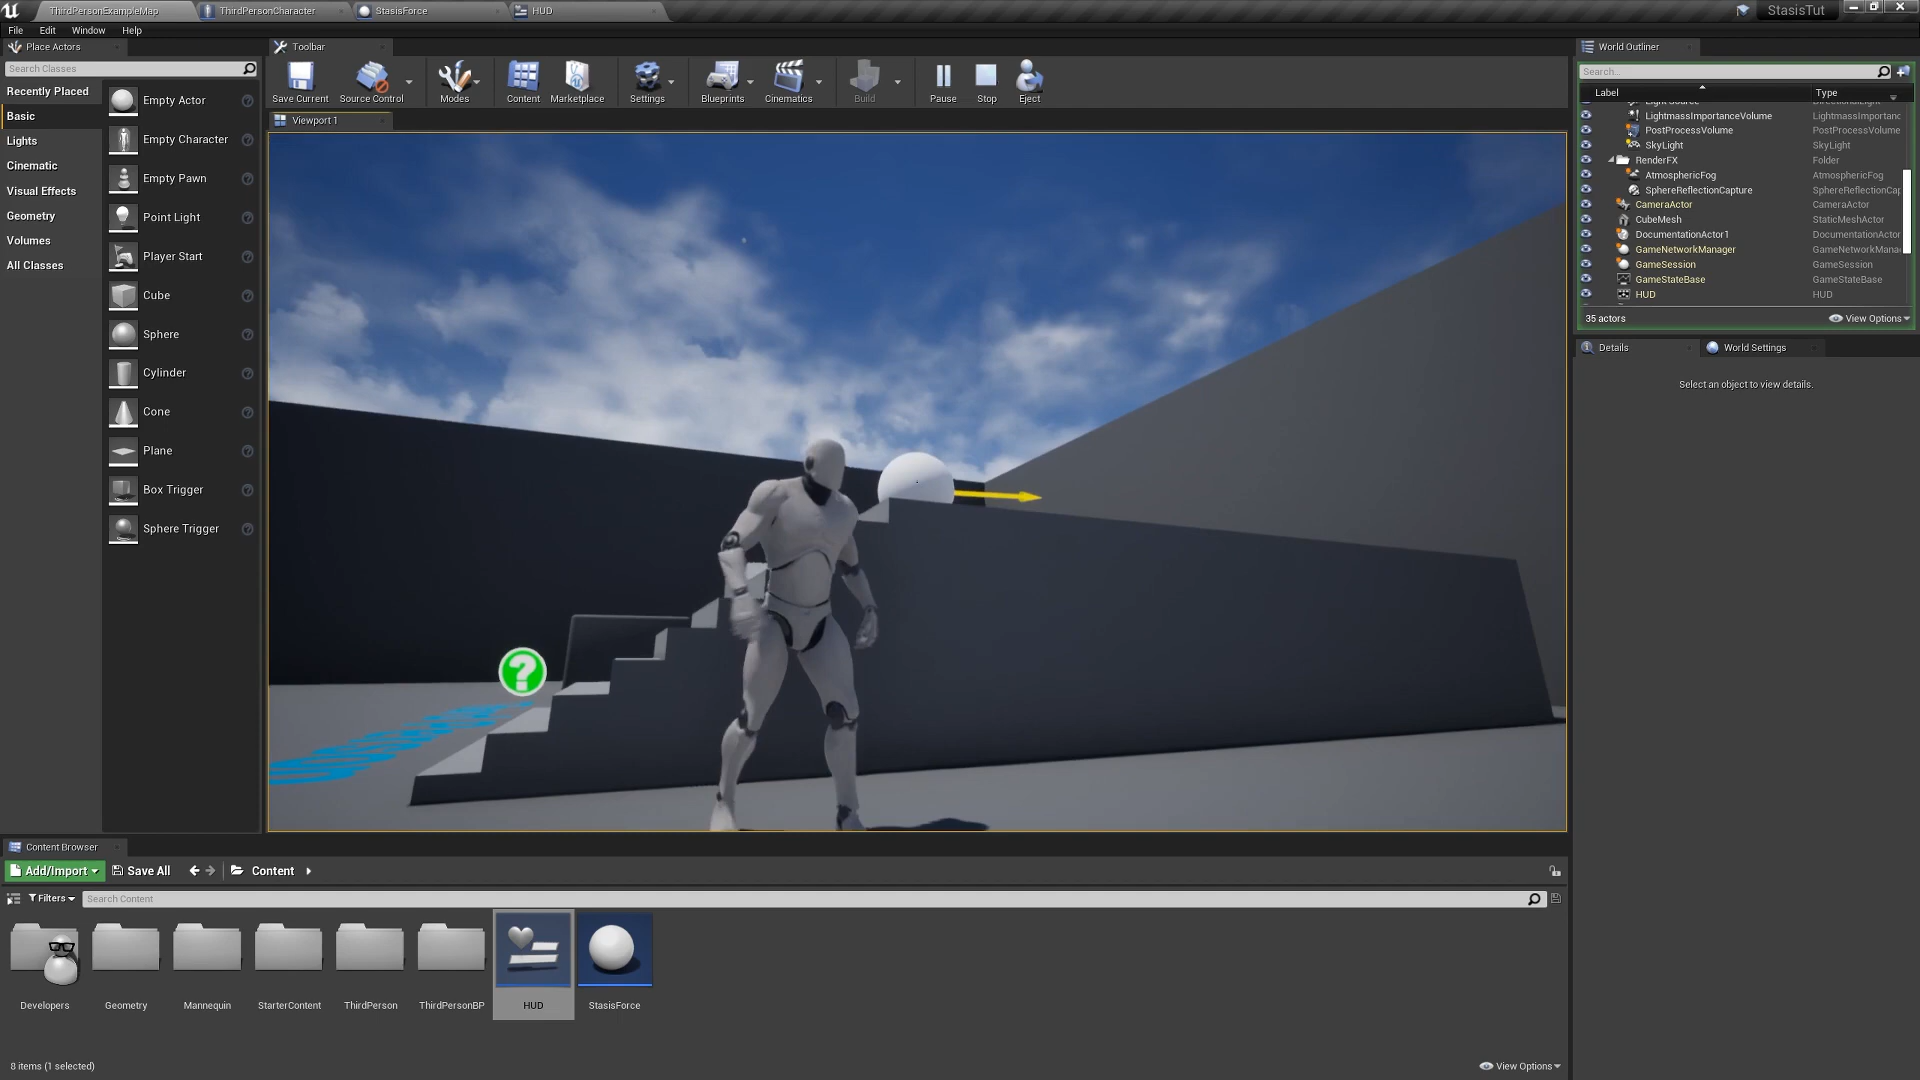 ThirdPersonExampleMap
ThirdPersonCharacter
StasisForce
HUD
StasisTut
File Edit Window Help
Place Actors
Search Classes
Recently Placed
Basic
Lights
Cinematic
Visual Effects
Geometry
Volumes
All Classes
Empty Actor
Empty Character
Empty Pawn
Point Light
Player Start
Cube
Sphere
Cylinder
Cone
Plane
Box Trigger
Sphere Trigger
Toolbar
Save Current
Source Control
Modes
Content
Marketplace
Settings
Blueprints
Cinematics
Build
Pause
Stop
Eject
Viewport 1
World Outliner
Search...
Label Type
LightmassImportanceVolume LightmassImportanc
PostProcessVolume PostProcessVolume
SkyLight SkyLight
RenderFX Folder
AtmosphericFog AtmosphericFog
SphereReflectionCapture SphereReflectionCap
CameraActor CameraActor
CubeMesh StaticMeshActor
DocumentationActor1 DocumentationActor
GameNetworkManager GameNetworkMana
GameSession GameSession
GameStateBase GameStateBase
HUD HUD
35 actors
View Options
Details
World Settings
Select an object to view details.
Content Browser
Add/Import
Save All
Content
Filters
Search Content
Developers
Geometry
Mannequin
StarterContent
ThirdPerson
ThirdPersonBP
HUD
StasisForce
8 items (1 selected)
View Options